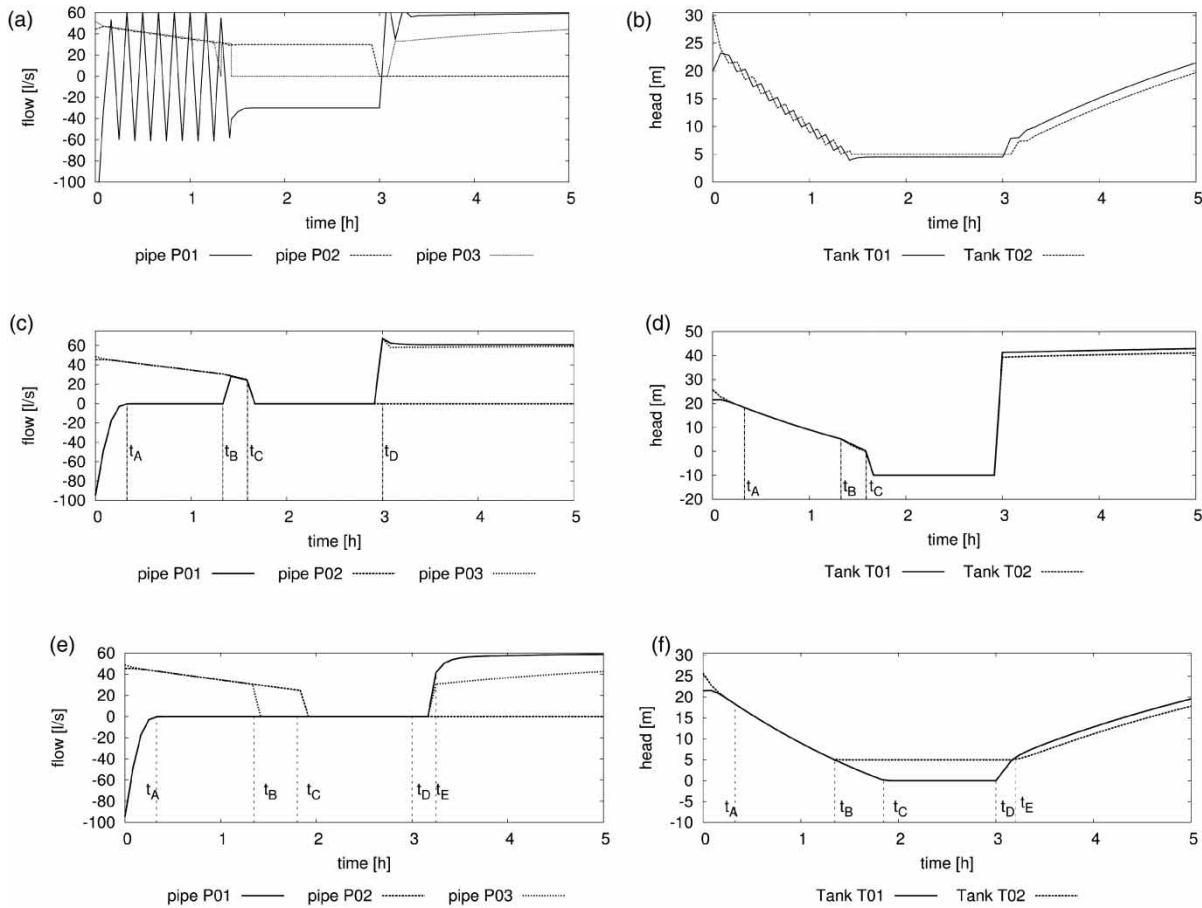 (a)
60
40
20
0
-20
-40
-60
-80
-100
flow [l/s]
0 1 2 3 4 5
time [h]
pipe P01 pipe P02 pipe P03
(b)
30
25
20
15
10
5
0
head [m]
0 1 2 3 4 5
time [h]
Tank T01 Tank T02
(c)
60
40
20
0
-20
-40
-60
-80
-100
flow [l/s]
tA tB tC tD
0 1 2 3 4 5
time [h]
pipe P01 pipe P02 pipe P03
(d)
50
40
30
20
10
0
-10
-20
head [m]
tA tB tC
0 1 2 3 4 5
time [h]
Tank T01 Tank T02
(e)
60
40
20
0
-20
-40
-60
-80
-100
flow [l/s]
tA tB tC tD tE
0 1 2 3 4 5
time [h]
pipe P01 pipe P02 pipe P03
(f)
30
25
20
15
10
5
0
-5
-10
head [m]
tA tB tC tD tE
0 1 2 3 4 5
time [h]
Tank T01 Tank T02